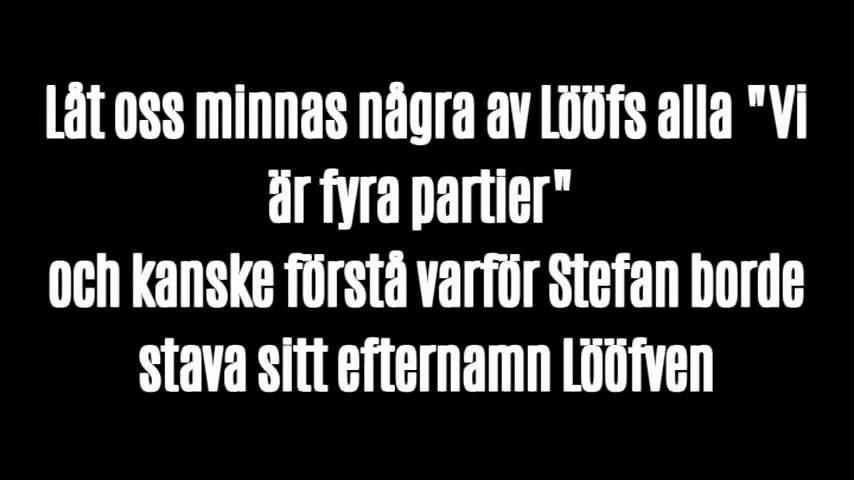 Låt oss minnas några av Lööfs alla "Vi
är fyra partier"
och kanske förstå varför Stefan borde
stava sitt efternamn Lööfven